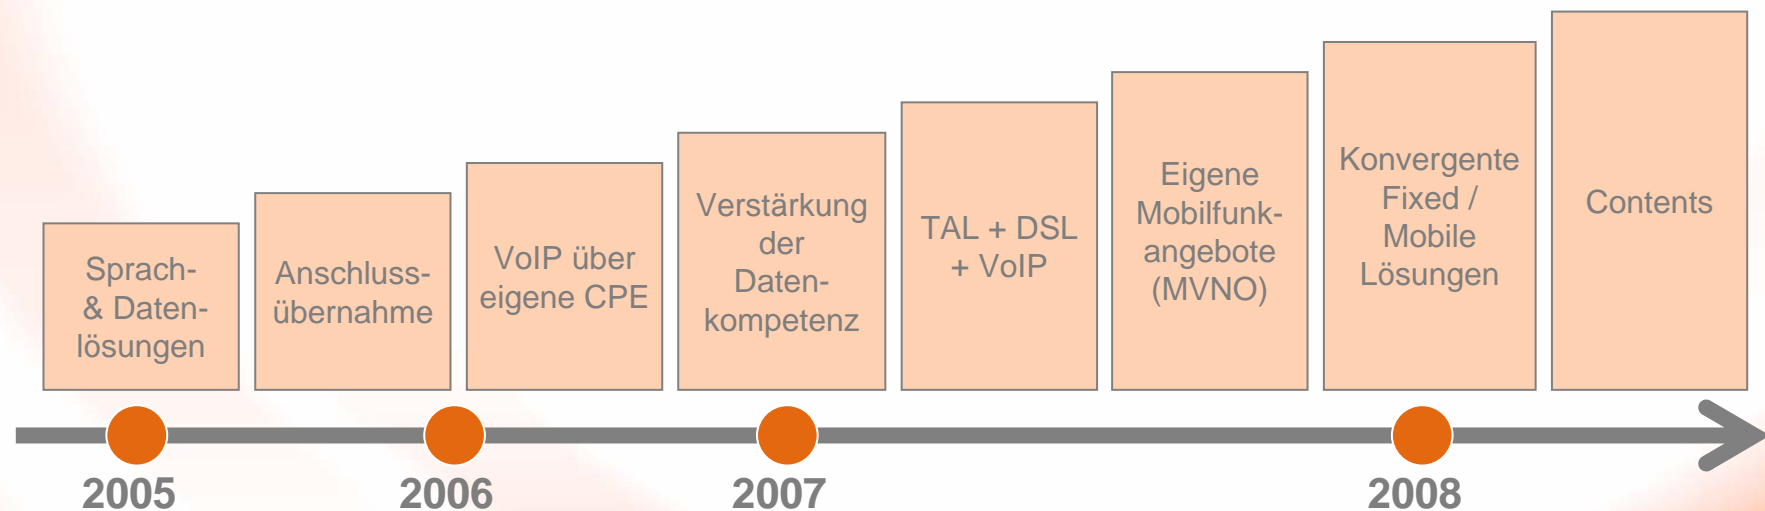 Sprach-
& Daten-
lösungen
Anschluss-
übernahme
VoIP über
eigene CPE
Verstärkung
der
Daten-
kompetenz
TAL + DSL
+ VoIP
Eigene
Mobilfunk-
angebote
(MVNO)
Konvergente
Fixed /
Mobile
Lösungen
Contents
2005
2006
2007
2008